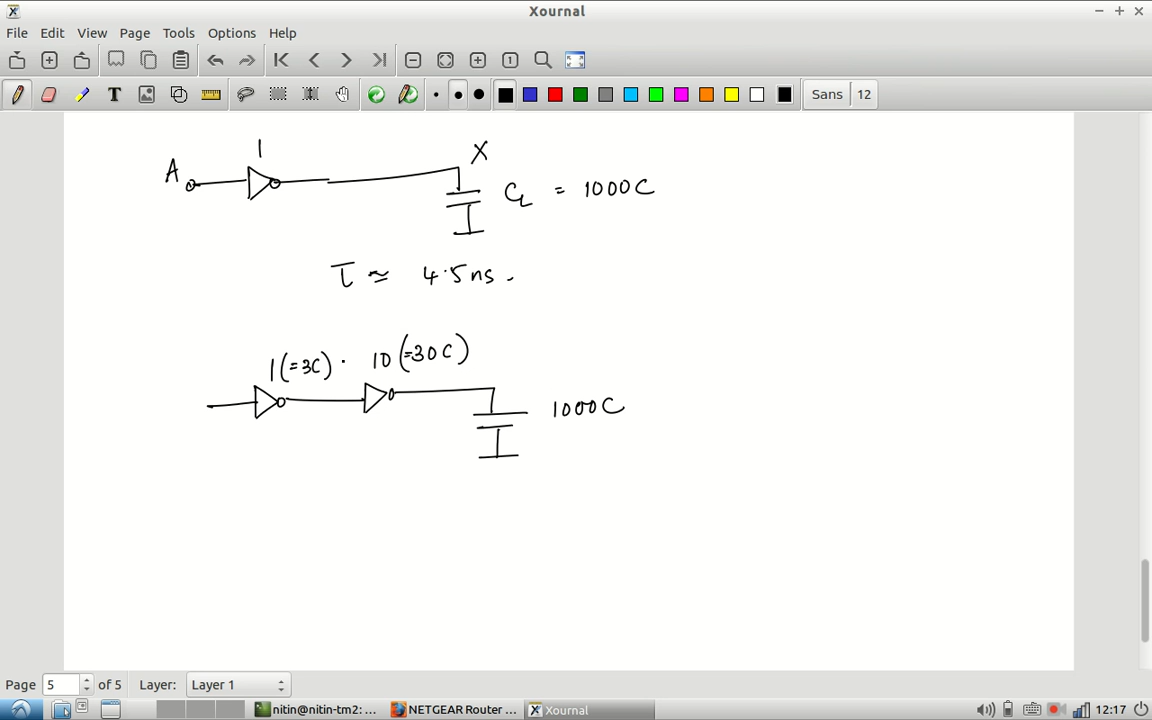 Xournal
File Edit View Page Tools Options Help
Sans 12
1
A
X
C_L = 1000C
τ ≈ 4.5ns.
1(=3C) · 10(=30C)
1000C
Page 5 of 5 Layer: Layer 1
nitin@nitin-tm2: ... NETGEAR Router ... Xournal 12:17